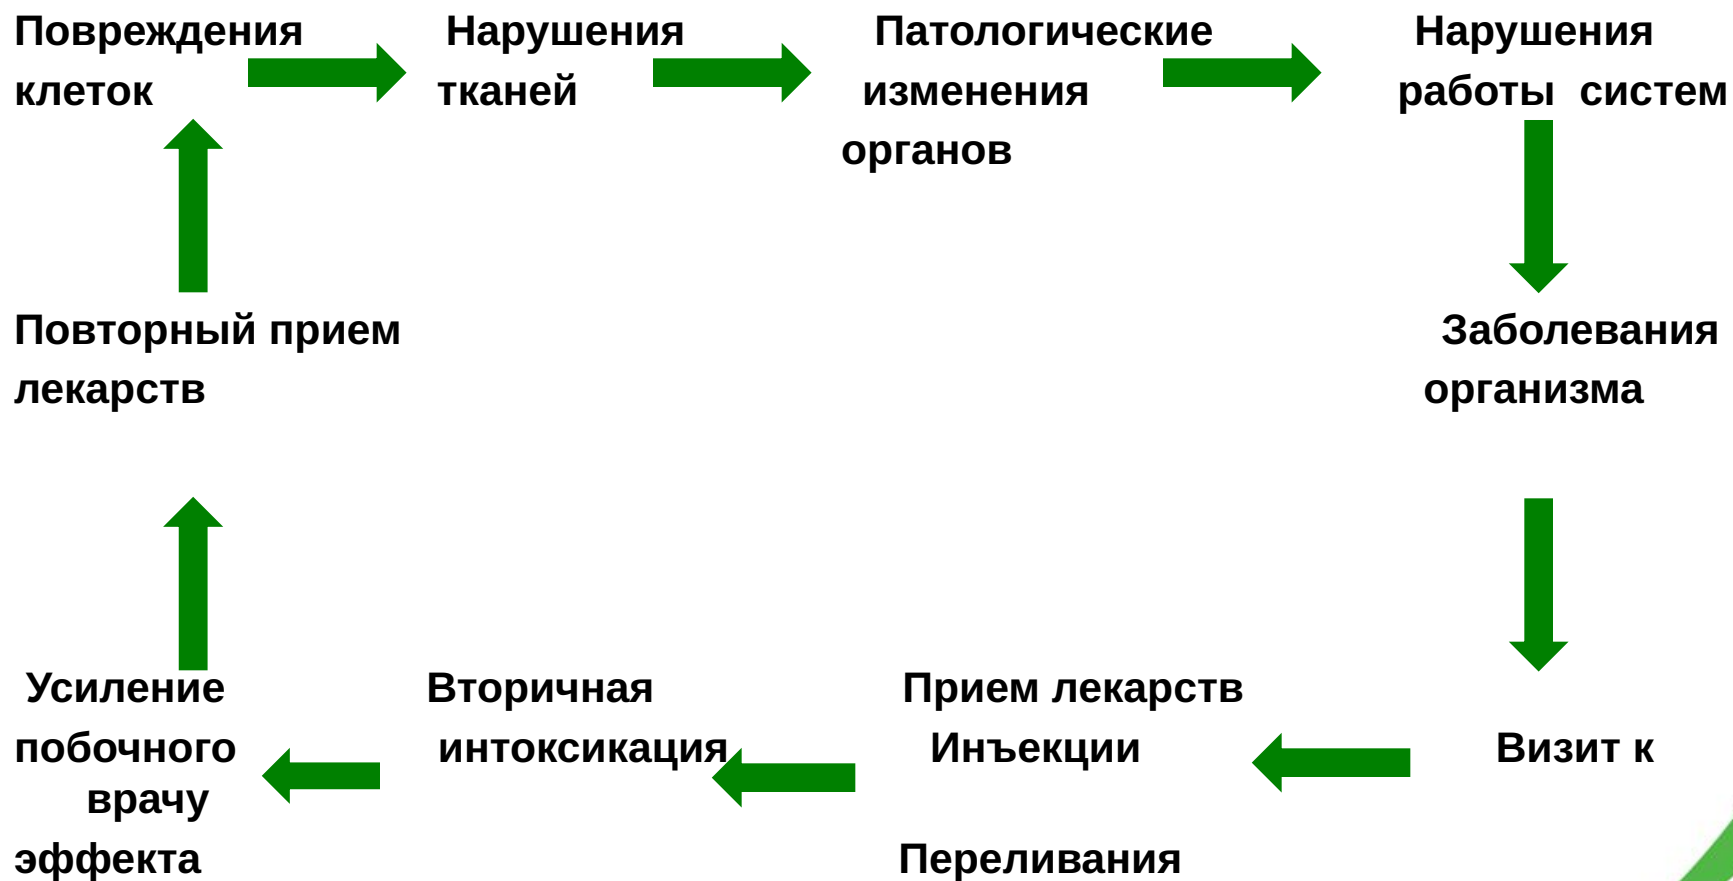 Повреждения Нарушения Патологические Нарушения
клеток тканей изменения работы систем
органов
Повторный прием Заболевания
лекарств организма
Усиление Вторичная Прием лекарств
побочного интоксикация Инъекции Визит к
врачу
эффекта Переливания